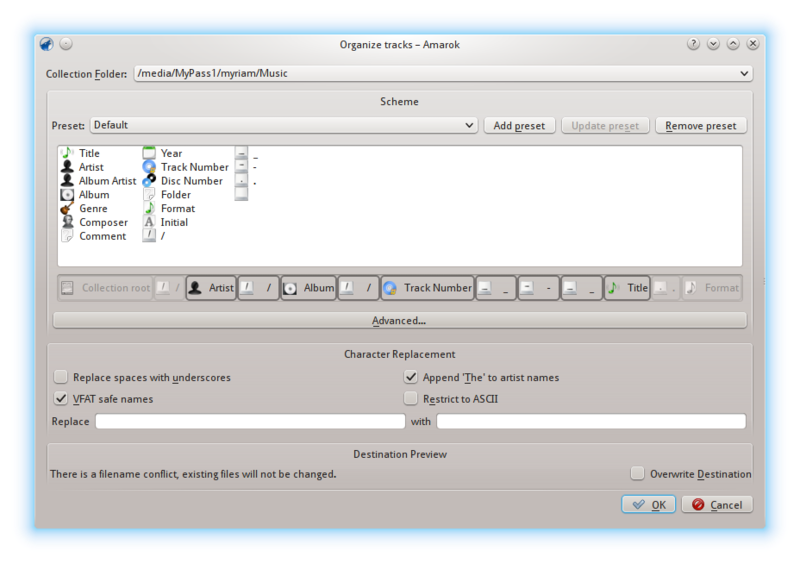 Organize tracks – Amarok
Collection Folder: /media/MyPass1/myriam/Music
Scheme
Preset: Default Add preset Update preset Remove preset
Title Year _
Artist Track Number -
Album Artist Disc Number .
Album Folder
Genre Format
Composer Initial
Comment /
Collection root / Artist / Album / Track Number _ - _ Title . Format
Advanced...
Character Replacement
Replace spaces with underscores Append 'The' to artist names
VFAT safe names Restrict to ASCII
Replace with
Destination Preview
There is a filename conflict, existing files will not be changed. Overwrite Destination
OK Cancel